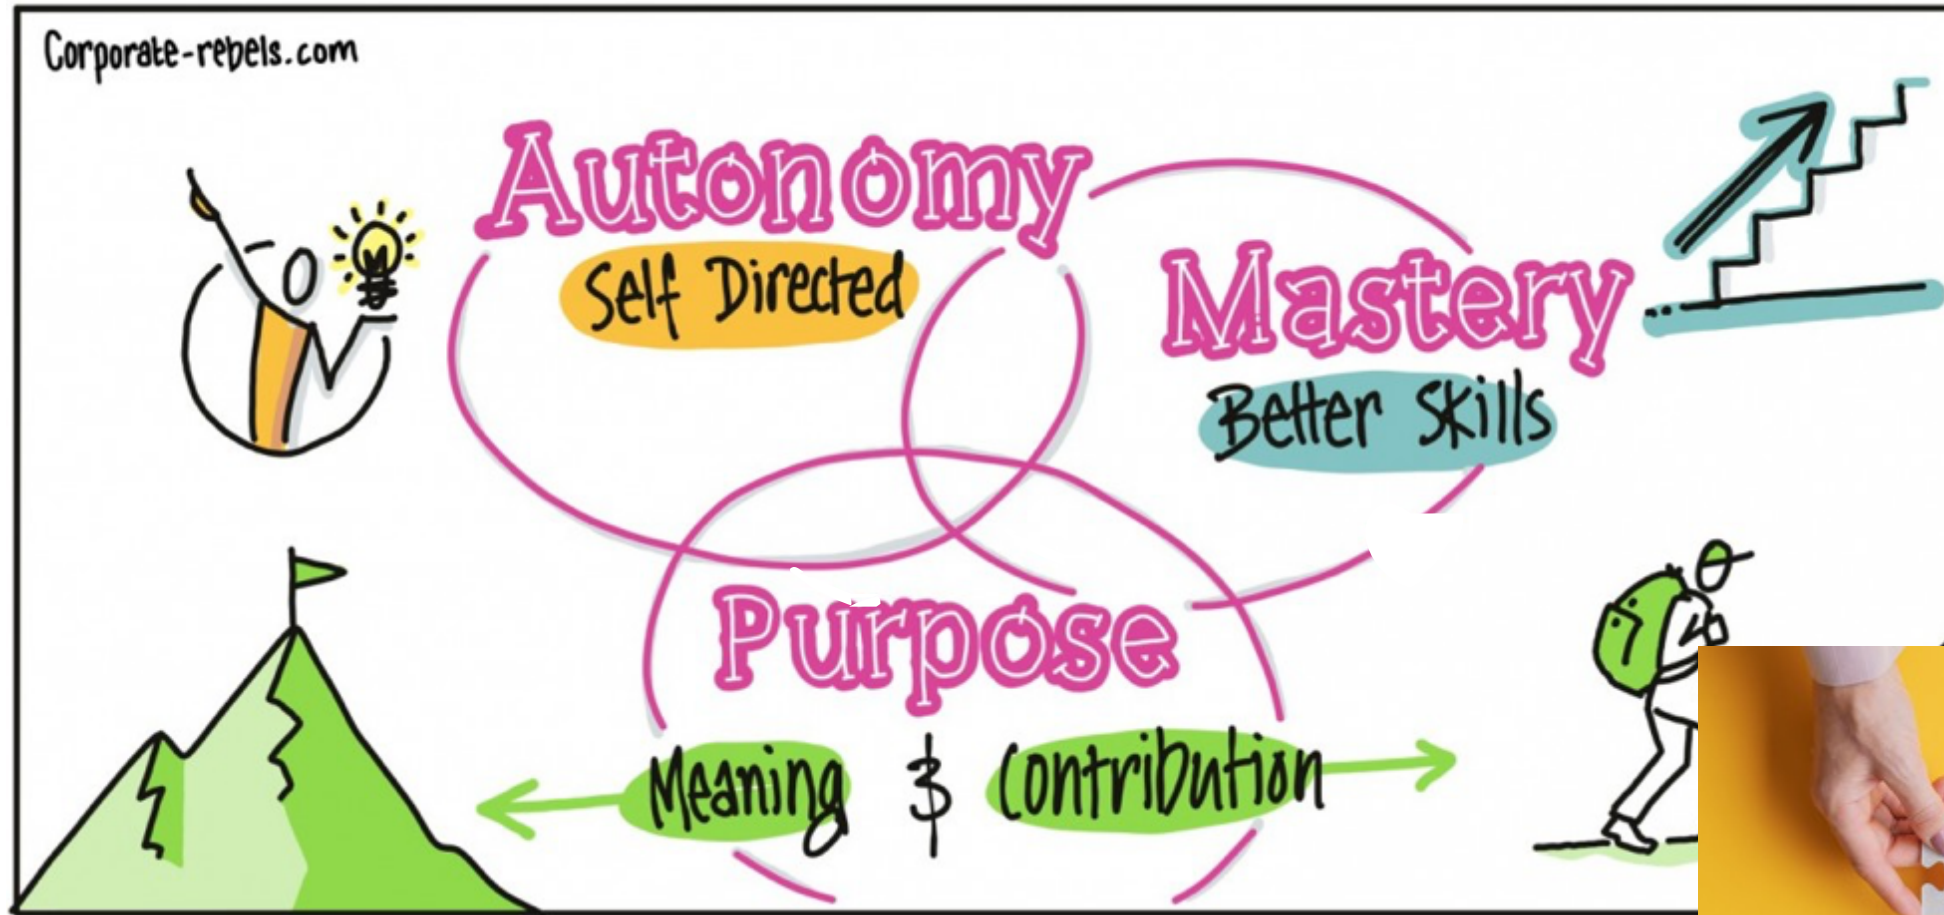 Corporate-rebels.com
Autonomy
Self Directed
Mastery
Better Skills
Purpose
Meaning & Contribution